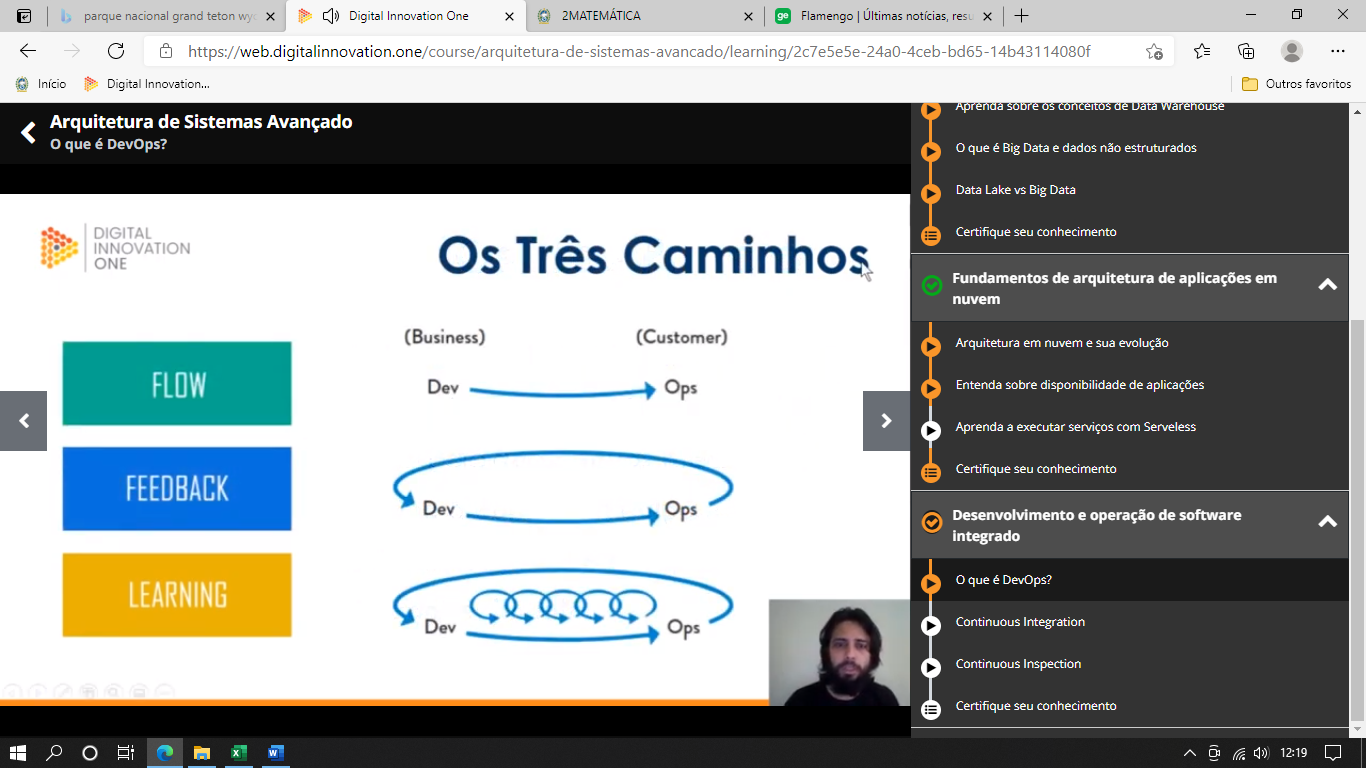 parque nacional grand teton wy
Digital Innovation One
2MATEMÁTICA
ge
Flamengo | Últimas notícias, resu
https://web.digitalinnovation.one/course/arquitetura-de-sistemas-avancado/learning/2c7e5e5e-24a0-4ceb-bd65-14b43114080f
Início
Digital Innovation...
Outros favoritos
Arquitetura de Sistemas Avançado
O que é DevOps?
DIGITAL
INNOVATION
ONE
Os Três Caminhos
(Business)
(Customer)
FLOW
Dev
Ops
FEEDBACK
Dev
Ops
LEARNING
Dev
Ops
Aprenda sobre os conceitos de Data Warehouse
O que é Big Data e dados não estruturados
Data Lake vs Big Data
Certifique seu conhecimento
Fundamentos de arquitetura de aplicações em
nuvem
Arquitetura em nuvem e sua evolução
Entenda sobre disponibilidade de aplicações
Aprenda a executar serviços com Serveless
Certifique seu conhecimento
Desenvolvimento e operação de software
integrado
O que é DevOps?
Continuous Integration
Continuous Inspection
Certifique seu conhecimento
12:19